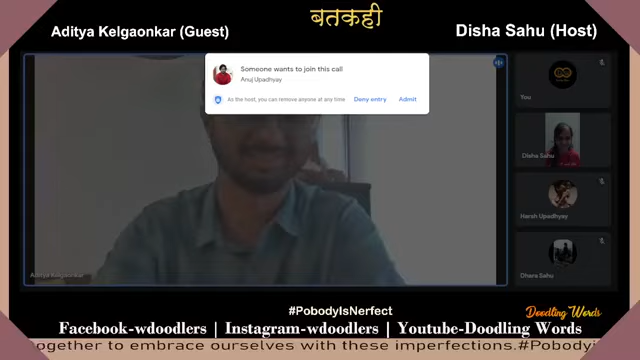 बतकही
Aditya Kelgaonkar (Guest)
Disha Sahu (Host)
Someone wants to join this call
Anuj Upadhyay
As the host, you can remove anyone at any time
Deny entry
Admit
You
Disha Sahu
Harsh Upadhyay
Dhara Sahu
Aditya Kelgaonkar
#PobodyIsNerfect
Doodling Words
Facebook-wdoodlers | Instagram-wdoodlers | Youtube-Doodling Words
ogether to embrace ourselves with these imperfections.#Pobodyi